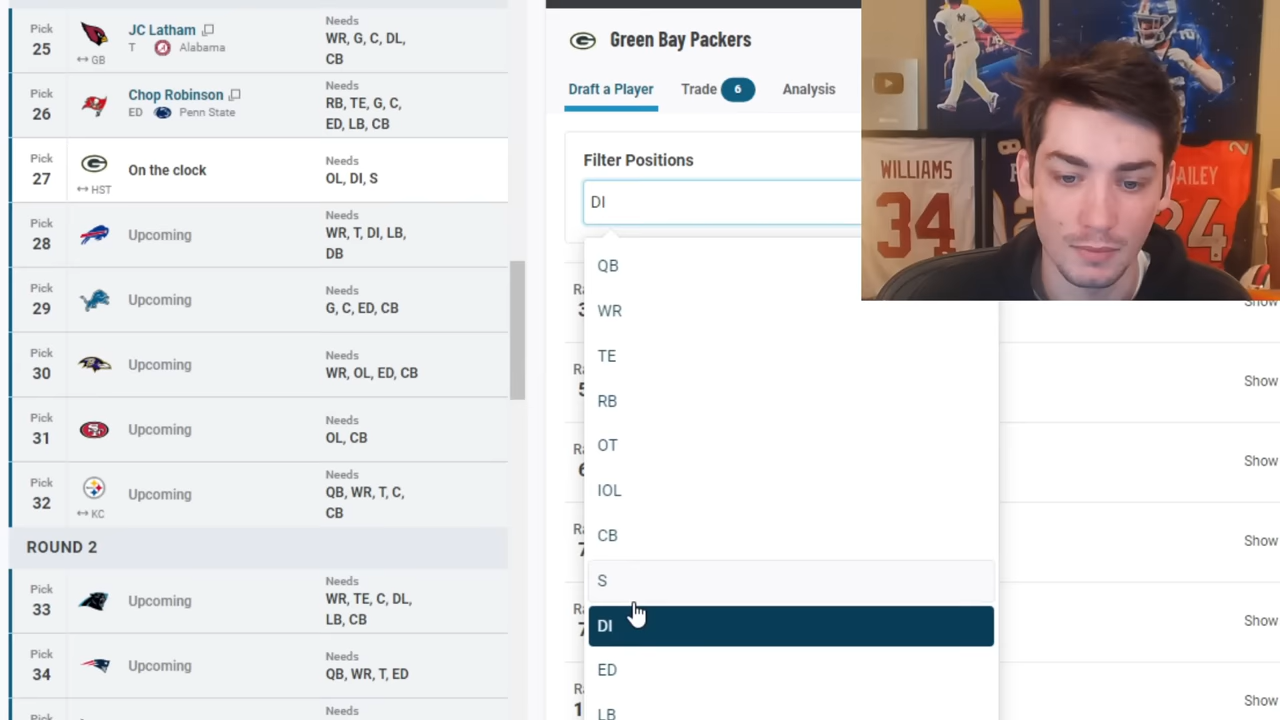 Pick
25
GB
JC Latham
T Alabama
Needs
WR, G, C, DL,
CB
Pick
26
Chop Robinson
ED Penn State
Needs
RB, TE, G, C,
ED, LB, CB
Pick
27
HST
On the clock
Needs
OL, DI, S
Pick
28
Upcoming
Needs
WR, T, DI, LB,
DB
Pick
29
Upcoming
Needs
G, C, ED, CB
Pick
30
Upcoming
Needs
WR, OL, ED, CB
Pick
31
Upcoming
Needs
OL, CB
Pick
32
KC
Upcoming
Needs
QB, WR, T, C,
CB
ROUND 2
Pick
33
Upcoming
Needs
WR, TE, C, DL,
LB, CB
Pick
34
Upcoming
Needs
QB, WR, T, ED
Needs
Green Bay Packers
Draft a Player Trade 6 Analysis
Filter Positions
DI
QB
WR
TE
RB
OT
IOL
CB
S
DI
ED
LB
Show
Show
Show
Show
Show
Show
WILLIAMS
34
AILEY
24
2